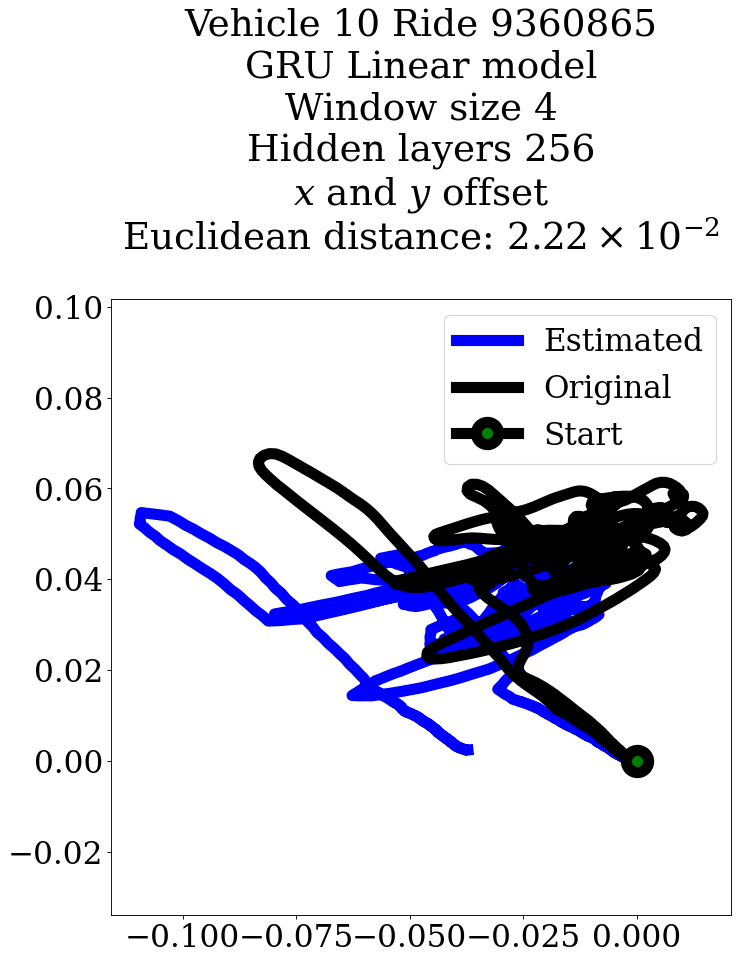 Vehicle 10 Ride 9360865
GRU Linear model
Window size 4
Hidden layers 256
x and y offset
Euclidean distance: 2.22 × 10⁻²
0.10
Estimated
Original
Start
0.08
0.06
0.04
0.02
0.00
−0.02
−0.100 −0.075 −0.050 −0.025 0.000